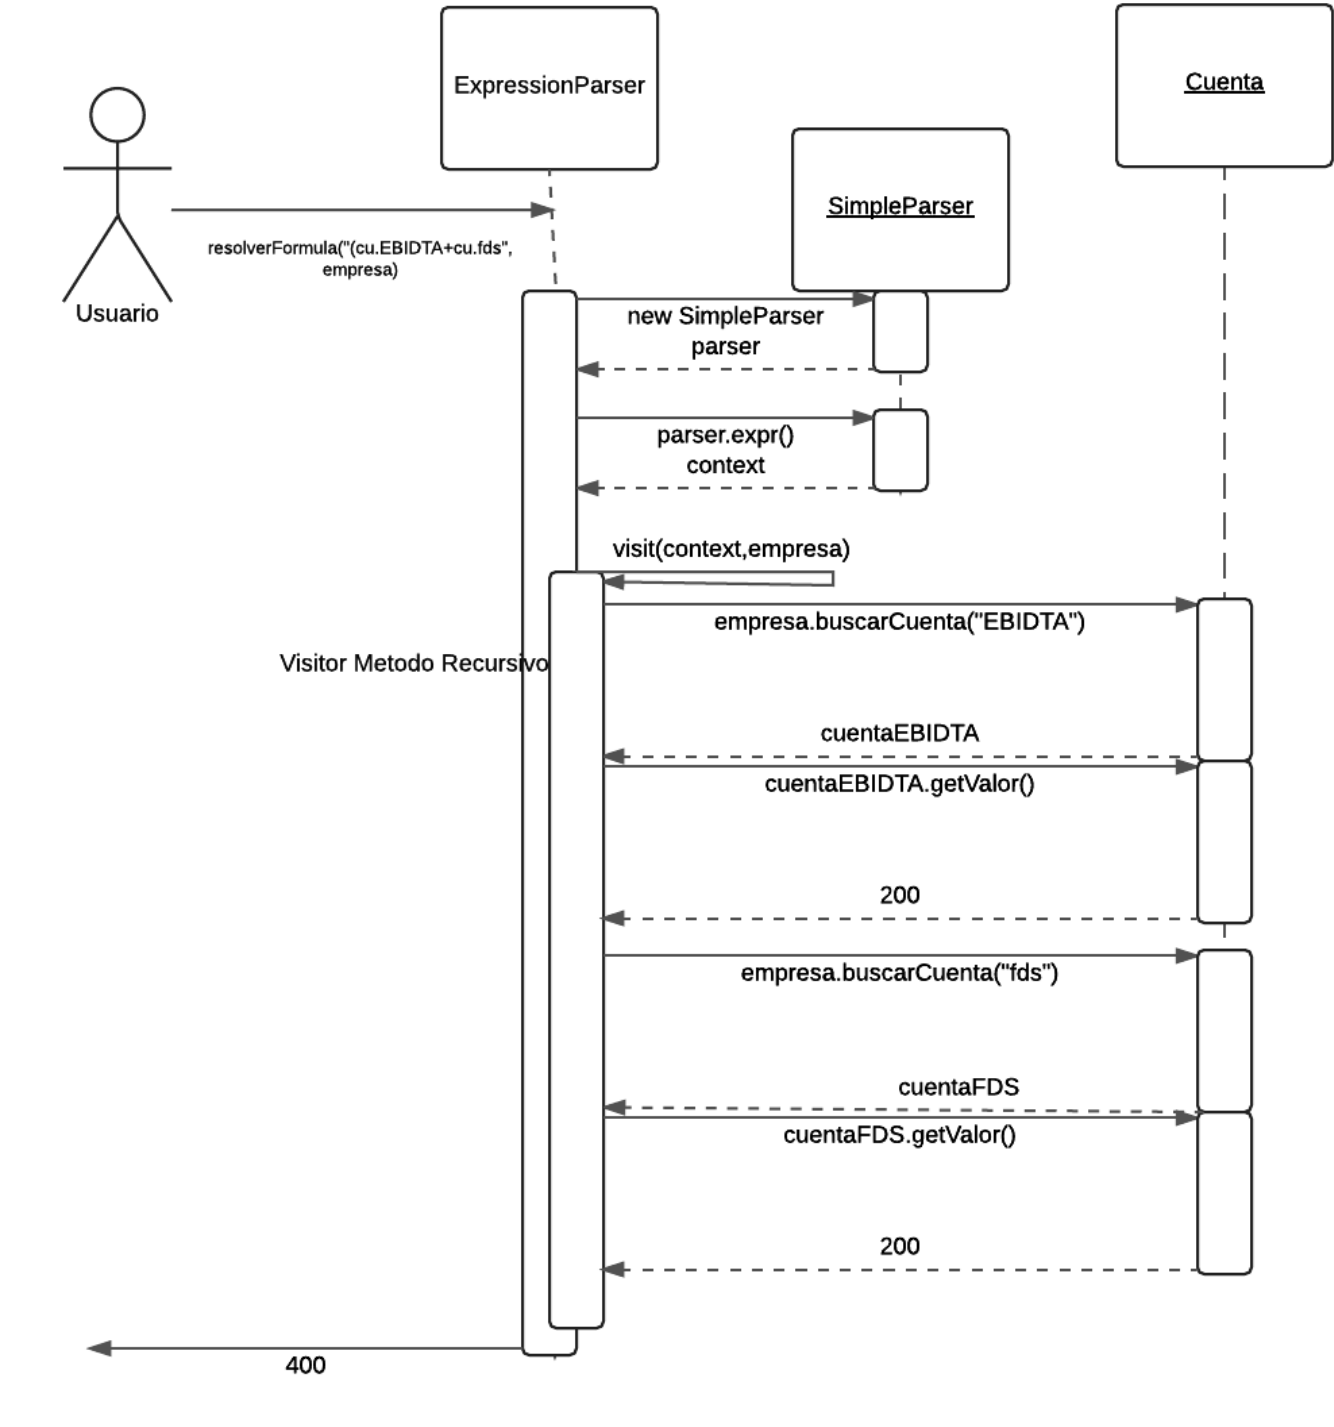 ExpressionParser
Cuenta
SimpleParser
resolverFormula("(cu.EBIDTA+cu.fds",
empresa)
Usuario
new SimpleParser
parser
parser.expr()
context
visit(context,empresa)
empresa.buscarCuenta("EBIDTA")
Visitor Metodo Recursivo
cuentaEBIDTA
cuentaEBIDTA.getValor()
200
empresa.buscarCuenta("fds")
cuentaFDS
cuentaFDS.getValor()
200
400